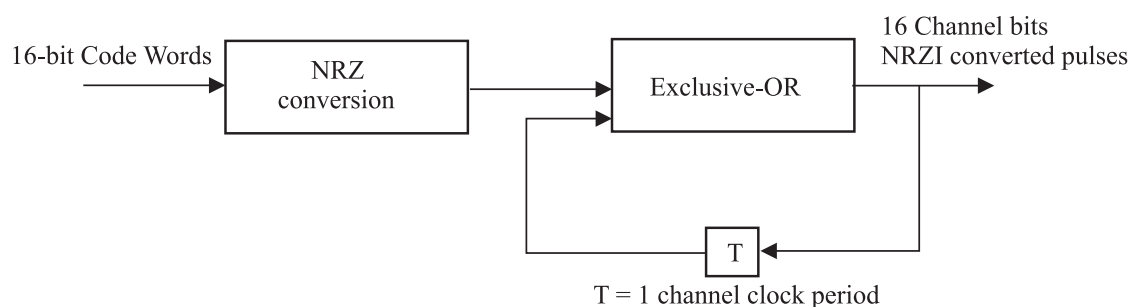 16 Channel bits
NRZI converted pulses
16-bit Code Words
NRZ
conversion
Exclusive-OR
T
T = 1 channel clock period